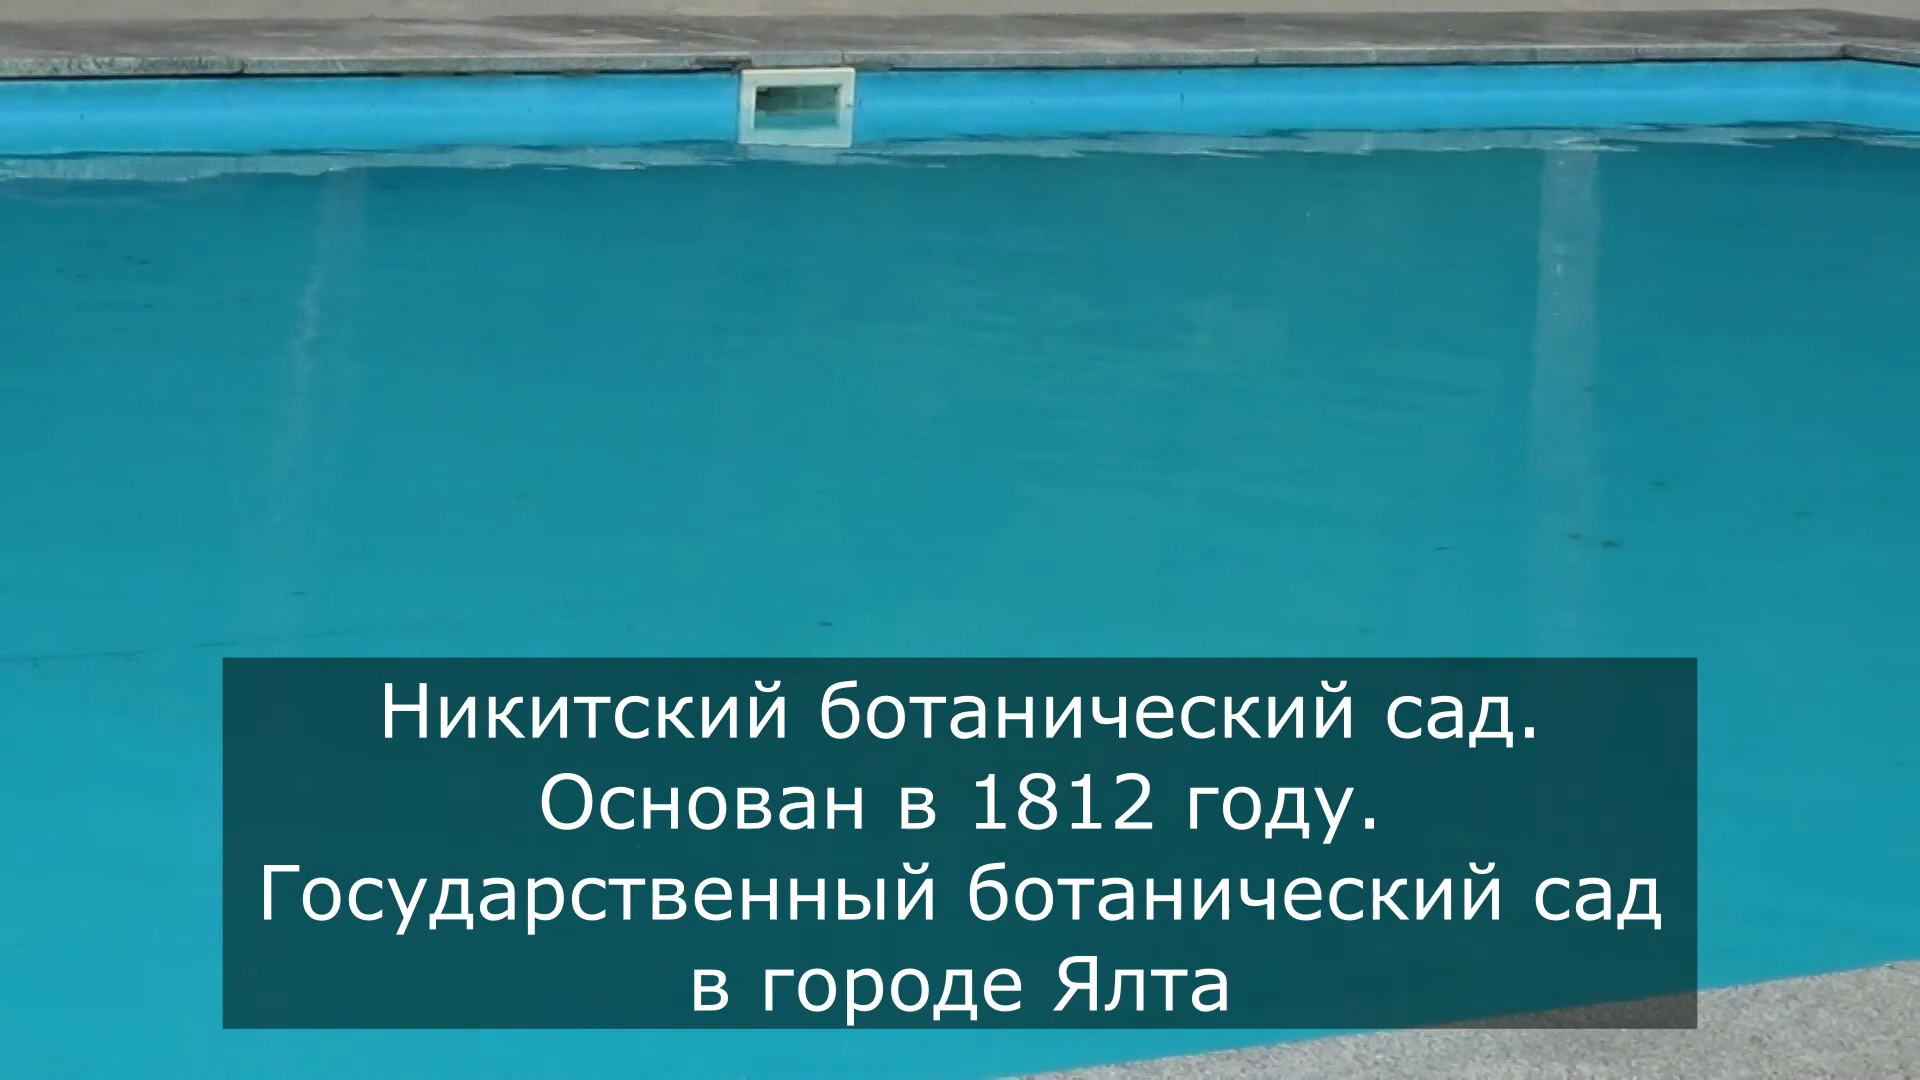 Никитский ботанический сад.
Основан в 1812 году.
Государственный ботанический сад
в городе Ялта